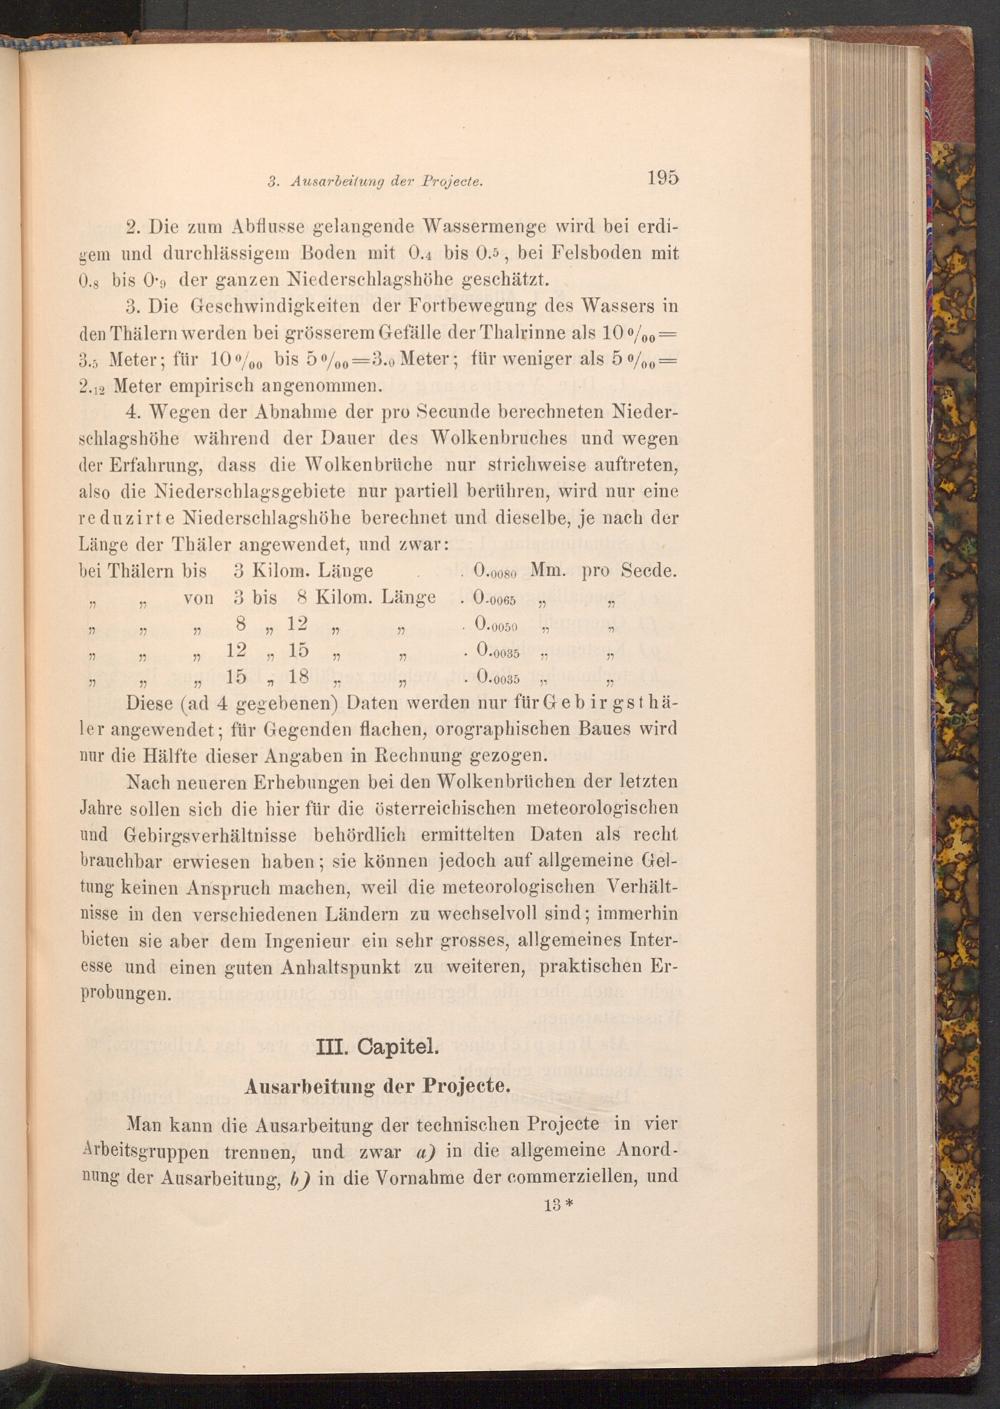 3. Ausarbeitung der Projecte. 195
2. Die zum Abflusse gelangende Wassermenge wird bei erdi-
gem und durchlässigem Boden mit 0.4 bis 0.5, bei Felsboden mit
0.8 bis 0·9 der ganzen Niederschlagshöhe geschätzt.
3. Die Geschwindigkeiten der Fortbewegung des Wassers in
den Thälern werden bei grösserem Gefälle der Thalrinne als 10 ‰ =
3.5 Meter; für 10 ‰ bis 5 ‰ = 3.0 Meter; für weniger als 5 ‰ =
2.12 Meter empirisch angenommen.
4. Wegen der Abnahme der pro Secunde berechneten Nieder-
schlagshöhe während der Dauer des Wolkenbruches und wegen
der Erfahrung, dass die Wolkenbrüche nur strichweise auftreten,
also die Niederschlagsgebiete nur partiell berühren, wird nur eine
reduzirte Niederschlagshöhe berechnet und dieselbe, je nach der
Länge der Thäler angewendet, und zwar:
bei Thälern bis 3 Kilom. Länge . . 0.0080 Mm. pro Secde.
„ „ von 3 bis 8 Kilom. Länge . 0.0065 „ „
„ „ „ 8 „ 12 „ „ . 0.0050 „ „
„ „ „ 12 „ 15 „ „ . 0.0035 „ „
„ „ „ 15 „ 18 „ „ . 0.0035 „ „
Diese (ad 4 gegebenen) Daten werden nur für Gebirgsthä-
ler angewendet; für Gegenden flachen, orographischen Baues wird
nur die Hälfte dieser Angaben in Rechnung gezogen.
Nach neueren Erhebungen bei den Wolkenbrüchen der letzten
Jahre sollen sich die hier für die österreichischen meteorologischen
und Gebirgsverhältnisse behördlich ermittelten Daten als recht
brauchbar erwiesen haben; sie können jedoch auf allgemeine Gel-
tung keinen Anspruch machen, weil die meteorologischen Verhält-
nisse in den verschiedenen Ländern zu wechselvoll sind; immerhin
bieten sie aber dem Ingenieur ein sehr grosses, allgemeines Inter-
esse und einen guten Anhaltspunkt zu weiteren, praktischen Er-
probungen.
III. Capitel.
Ausarbeitung der Projecte.
Man kann die Ausarbeitung der technischen Projecte in vier
Arbeitsgruppen trennen, und zwar a) in die allgemeine Anord-
nung der Ausarbeitung, b) in die Vornahme der commerziellen, und
13*